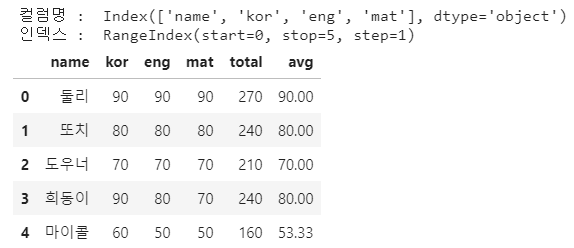 컬럼명 :  Index(['name', 'kor', 'eng', 'mat'], dtype='object')
인덱스 :  RangeIndex(start=0, stop=5, step=1)
name kor eng mat total avg
0 둘리 90 90 90 270 90.00
1 또치 80 80 80 240 80.00
2 도우너 70 70 70 210 70.00
3 희동이 90 80 70 240 80.00
4 마이콜 60 50 50 160 53.33